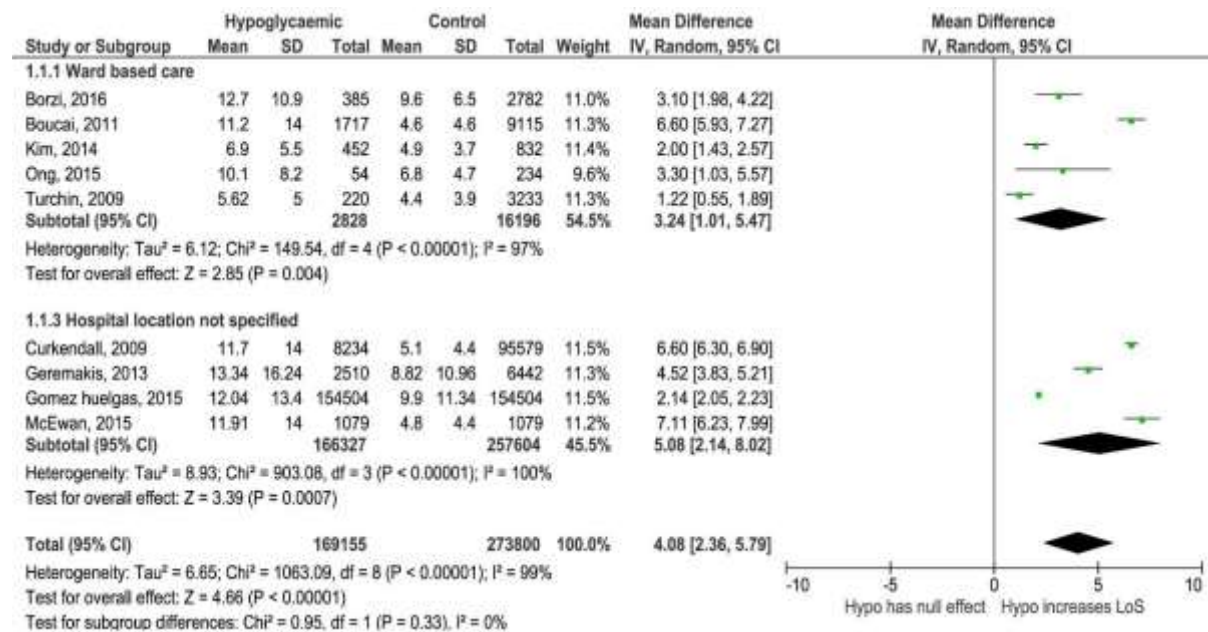 Hypoglycaemic Control Mean Difference Mean Difference
Study or Subgroup Mean SD Total Mean SD Total Weight IV, Random, 95% CI IV, Random, 95% CI
1.1.1 Ward based care
Borzi, 2016 12.7 10.9 385 9.6 6.5 2782 11.0% 3.10 [1.98, 4.22]
Boucai, 2011 11.2 14 1717 4.6 4.6 9115 11.3% 6.60 [5.93, 7.27]
Kim, 2014 6.9 5.5 452 4.9 3.7 832 11.4% 2.00 [1.43, 2.57]
Ong, 2015 10.1 8.2 54 6.8 4.7 234 9.6% 3.30 [1.03, 5.57]
Turchin, 2009 5.62 5 220 4.4 3.9 3233 11.3% 1.22 [0.55, 1.89]
Subtotal (95% CI) 2828 16196 54.5% 3.24 [1.01, 5.47]
Heterogeneity: Tau² = 6.12; Chi² = 149.54, df = 4 (P < 0.00001); I² = 97%
Test for overall effect: Z = 2.85 (P = 0.004)
1.1.3 Hospital location not specified
Curkendall, 2009 11.7 14 8234 5.1 4.4 95579 11.5% 6.60 [6.30, 6.90]
Geremakis, 2013 13.34 16.24 2510 8.82 10.96 6442 11.3% 4.52 [3.83, 5.21]
Gomez huelgas, 2015 12.04 13.4 154504 9.9 11.34 154504 11.5% 2.14 [2.05, 2.23]
McEwan, 2015 11.91 14 1079 4.8 4.4 1079 11.2% 7.11 [6.23, 7.99]
Subtotal (95% CI) 166327 257604 45.5% 5.08 [2.14, 8.02]
Heterogeneity: Tau² = 8.93; Chi² = 903.08, df = 3 (P < 0.00001); I² = 100%
Test for overall effect: Z = 3.39 (P = 0.0007)
Total (95% CI) 169155 273800 100.0% 4.08 [2.36, 5.79]
Heterogeneity: Tau² = 6.65; Chi² = 1063.09, df = 8 (P < 0.00001); I² = 99%
Test for overall effect: Z = 4.66 (P < 0.00001)
Test for subgroup differences: Chi² = 0.95, df = 1 (P = 0.33), I² = 0%
-10 -5 0 5 10
Hypo has null effect Hypo increases LoS